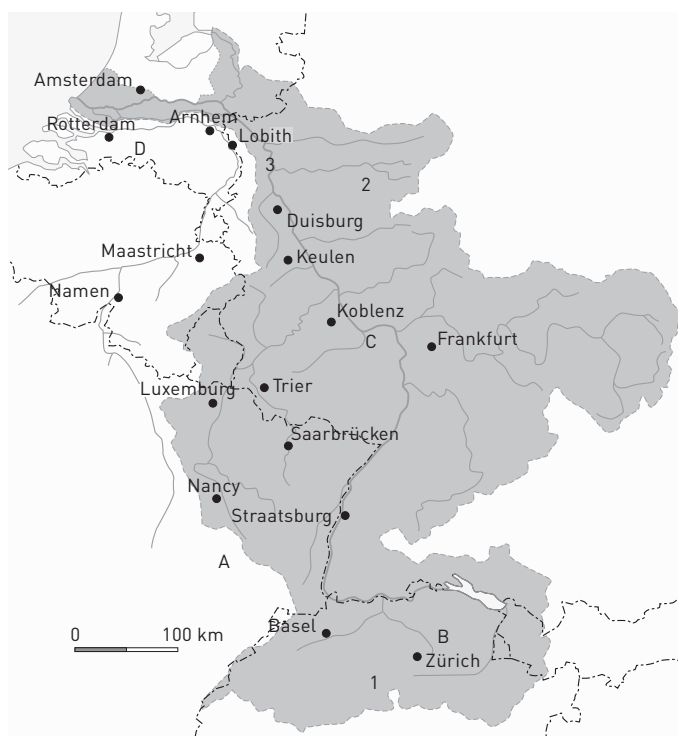 Amsterdam
Arnhem
Rotterdam
Lobith
D
3
2
Duisburg
Maastricht
Keulen
Namen
Koblenz
C
Frankfurt
Luxemburg
Trier
Saarbrücken
Nancy
Straatsburg
A
0 100 km
Basel
B
Zürich
1